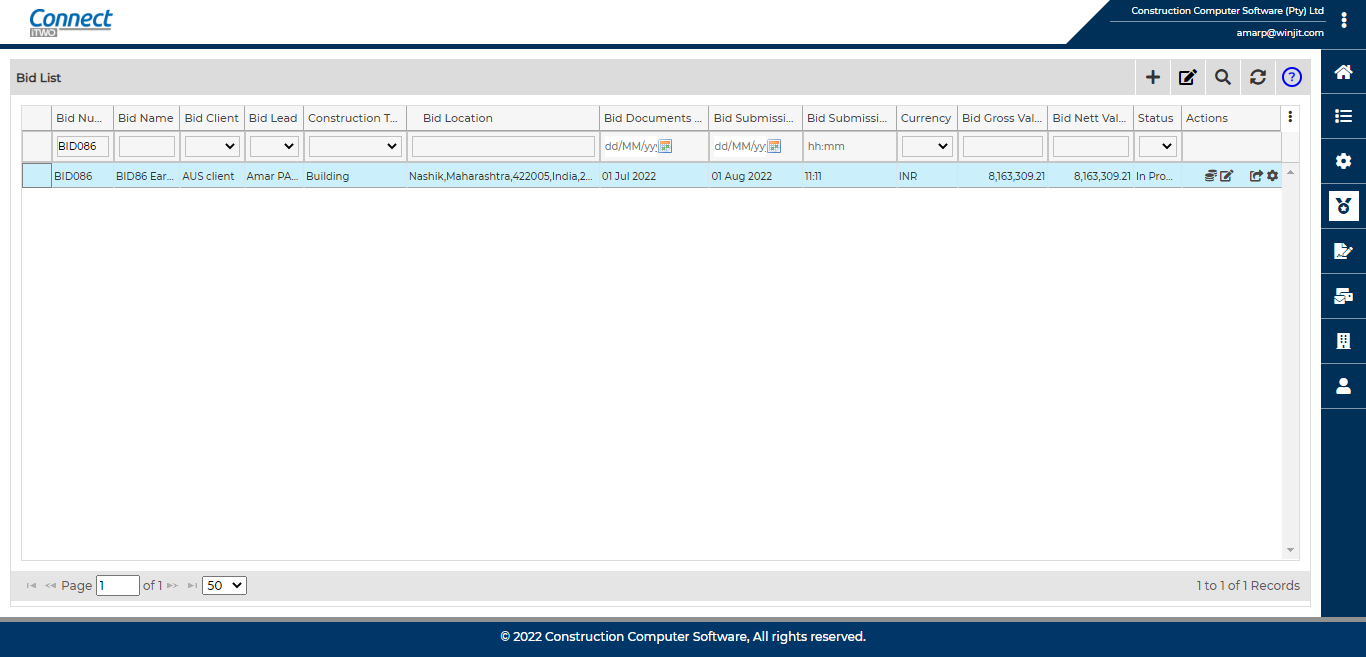 Connect
iTWO
Construction Computer Software (Pty) Ltd
amarp@winjit.com
Bid List
?
Bid Nu... Bid Name Bid Client Bid Lead Construction T... Bid Location Bid Documents ... Bid Submissi... Bid Submissi... Currency Bid Gross Val... Bid Nett Val... Status Actions
BID086 dd/MM/yy dd/MM/yy hh:mm
BID086 BID86 Ear... AUS client Amar PA... Building Nashik,Maharashtra,422005,India,2... 01 Jul 2022 01 Aug 2022 11:11 INR 8,163,309.21 8,163,309.21 In Pro...
Page 1 of 1 50 1 to 1 of 1 Records
© 2022 Construction Computer Software, All rights reserved.